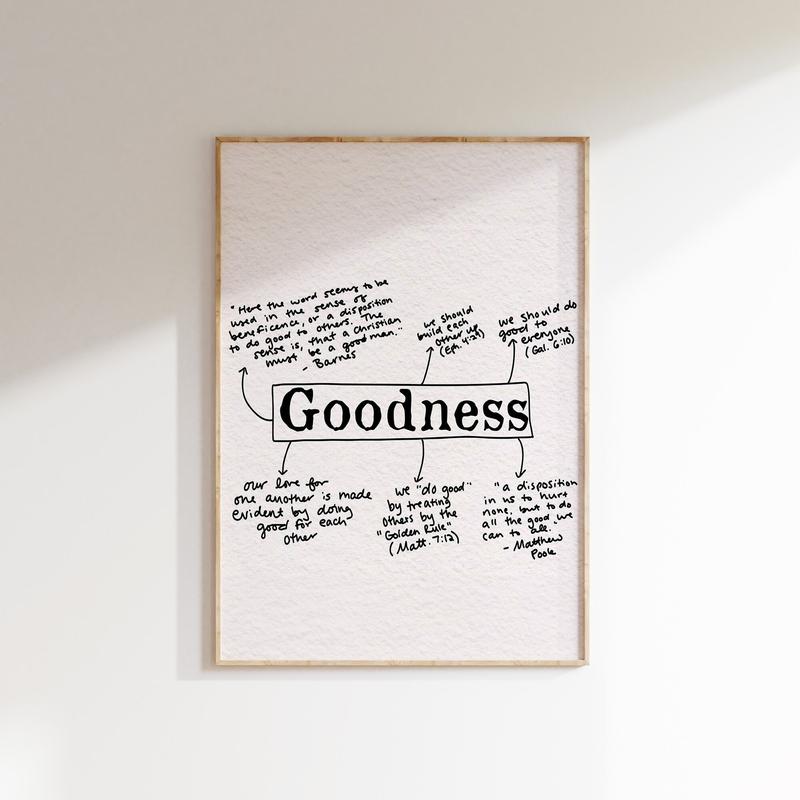 "Here the word seems to be
used in the sense of
beneficence, or a disposition
to do good to others. The
sense is, that a Christian
must be a good man."
- Barnes
we should
build each
other up
(Eph. 4:29)
we should do
good to
everyone
(Gal. 6:10)
Goodness
our love for
one another is made
evident by doing
good for each
other
we "do good"
by treating
others by the
"Golden Rule"
(Matt. 7:12)
"a disposition
in us to hurt
none, but to do
all the good we
can to all."
- Matthew
Poole